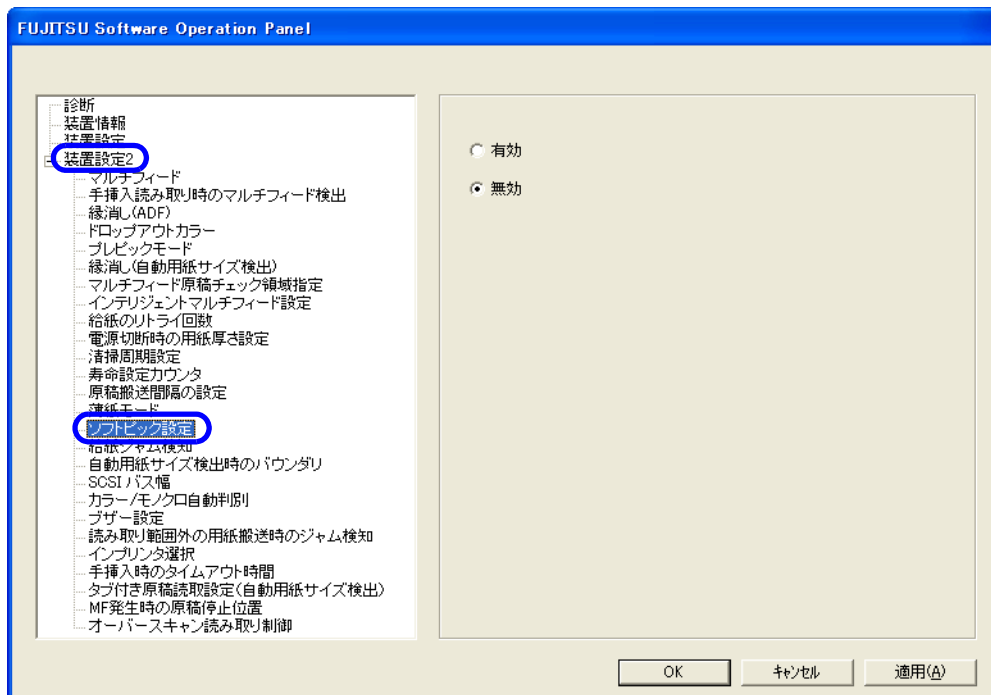 FUJITSU Software Operation Panel
診断
装置情報
装置設定
装置設定2
マルチフィード
手挿入読み取り時のマルチフィード検出
縁消し(ADF)
ドロップアウトカラー
プレピックモード
縁消し(自動用紙サイズ検出)
マルチフィード原稿チェック領域指定
インテリジェントマルチフィード設定
給紙のリトライ回数
電源切断時の用紙厚さ設定
清掃周期設定
寿命設定カウンタ
原稿搬送間隔の設定
薄紙モード
ソフトピック設定
給紙ジャム検知
自動用紙サイズ検出時のバウンダリ
SCSI バス幅
カラー/モノクロ自動判別
ブザー設定
読み取り範囲外の用紙搬送時のジャム検知
インプリンタ選択
手挿入時のタイムアウト時間
タブ付き原稿読取設定(自動用紙サイズ検出)
MF発生時の原稿停止位置
オーバースキャン読み取り制御
有効
無効
OK
キャンセル
適用(A)